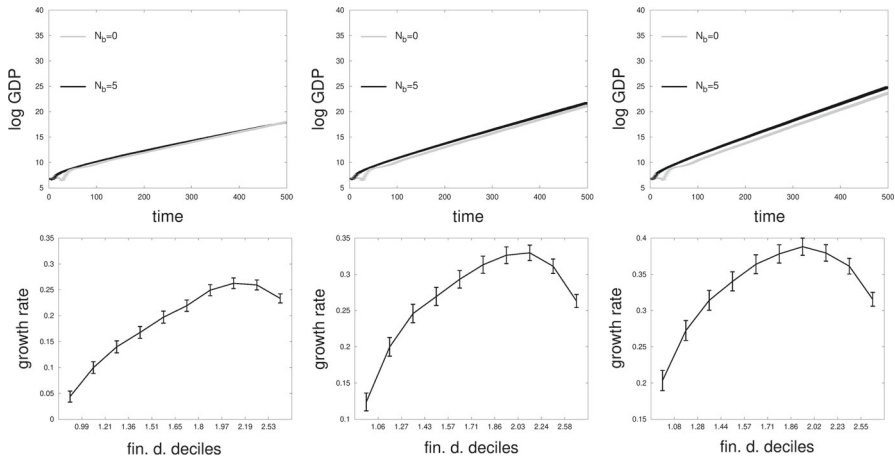 40
35
30
25
20
15
10
5
log GDP
N_b=0
N_b=5
0 100 200 300 400 500
time
40
35
30
25
20
15
10
5
log GDP
N_b=0
N_b=5
0 100 200 300 400 500
time
40
35
30
25
20
15
10
5
log GDP
N_b=0
N_b=5
0 100 200 300 400 500
time
0.35
0.3
0.25
0.2
0.15
0.1
0.05
0
growth rate
0.99 1.21 1.36 1.51 1.65 1.8 1.97 2.19 2.53
fin. d. deciles
0.35
0.3
0.25
0.2
0.15
0.1
growth rate
1.06 1.27 1.43 1.58 1.72 1.86 2.03 2.24 2.58
fin. d. deciles
0.4
0.35
0.3
0.25
0.2
0.15
growth rate
1.08 1.28 1.44 1.57 1.71 1.86 2.02 2.22 2.55
fin. d. deciles